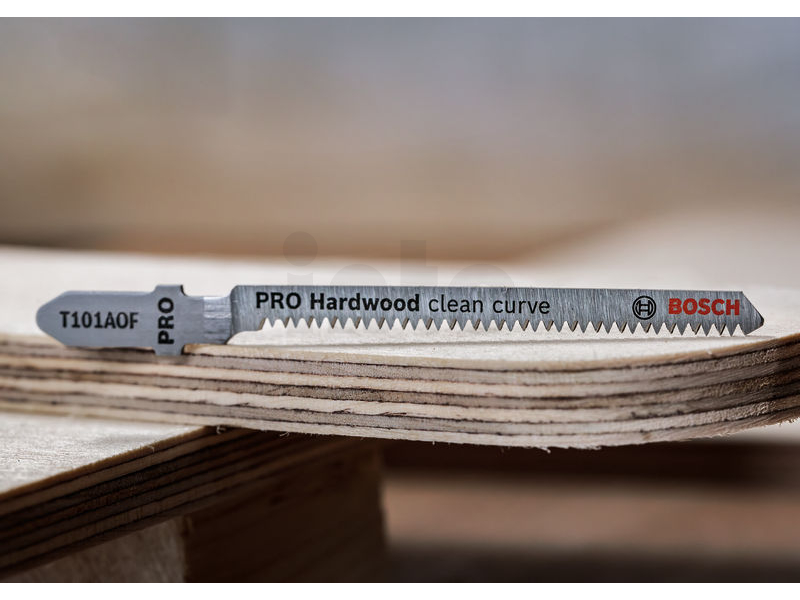 T101AOF
PRO
PRO Hardwood clean curve
BOSCH